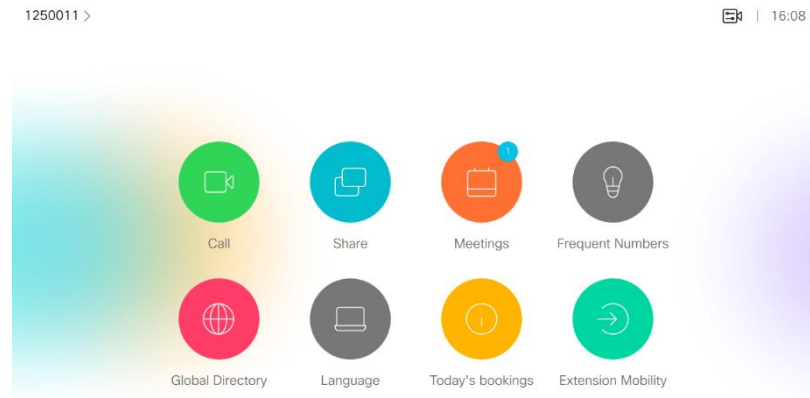 1250011 >
16:08
1
Call
Share
Meetings
Frequent Numbers
Global Directory
Language
Today's bookings
Extension Mobility